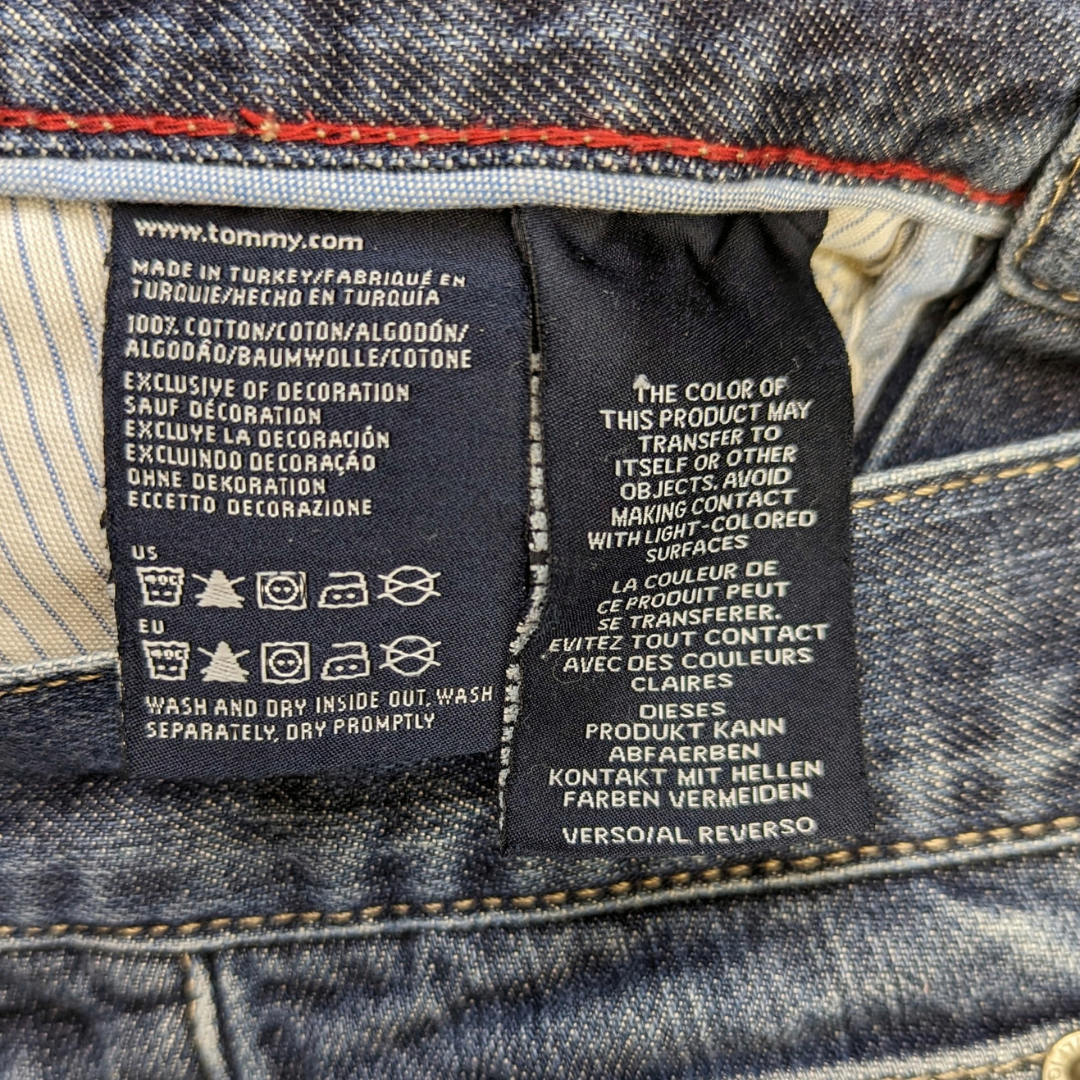 www.tommy.com
MADE IN TURKEY/FABRIQUÉ EN
TURQUIE/HECHO EN TURQUÍA
100% COTTON/COTON/ALGODÓN/
ALGODÃO/BAUMWOLLE/COTONE
EXCLUSIVE OF DECORATION
SAUF DÉCORATION
EXCLUYE LA DECORACIÓN
EXCLUINDO DECORAÇÃO
OHNE DEKORATION
ECCETTO DECORAZIONE
US
EU
WASH AND DRY INSIDE OUT. WASH
SEPARATELY, DRY PROMPTLY
THE COLOR OF
THIS PRODUCT MAY
TRANSFER TO
ITSELF OR OTHER
OBJECTS. AVOID
MAKING CONTACT
WITH LIGHT-COLORED
SURFACES
LA COULEUR DE
CE PRODUIT PEUT
SE TRANSFERER.
EVITEZ TOUT CONTACT
AVEC DES COULEURS
CLAIRES
DIESES
PRODUKT KANN
ABFAERBEN
KONTAKT MIT HELLEN
FARBEN VERMEIDEN
VERSO/AL REVERSO